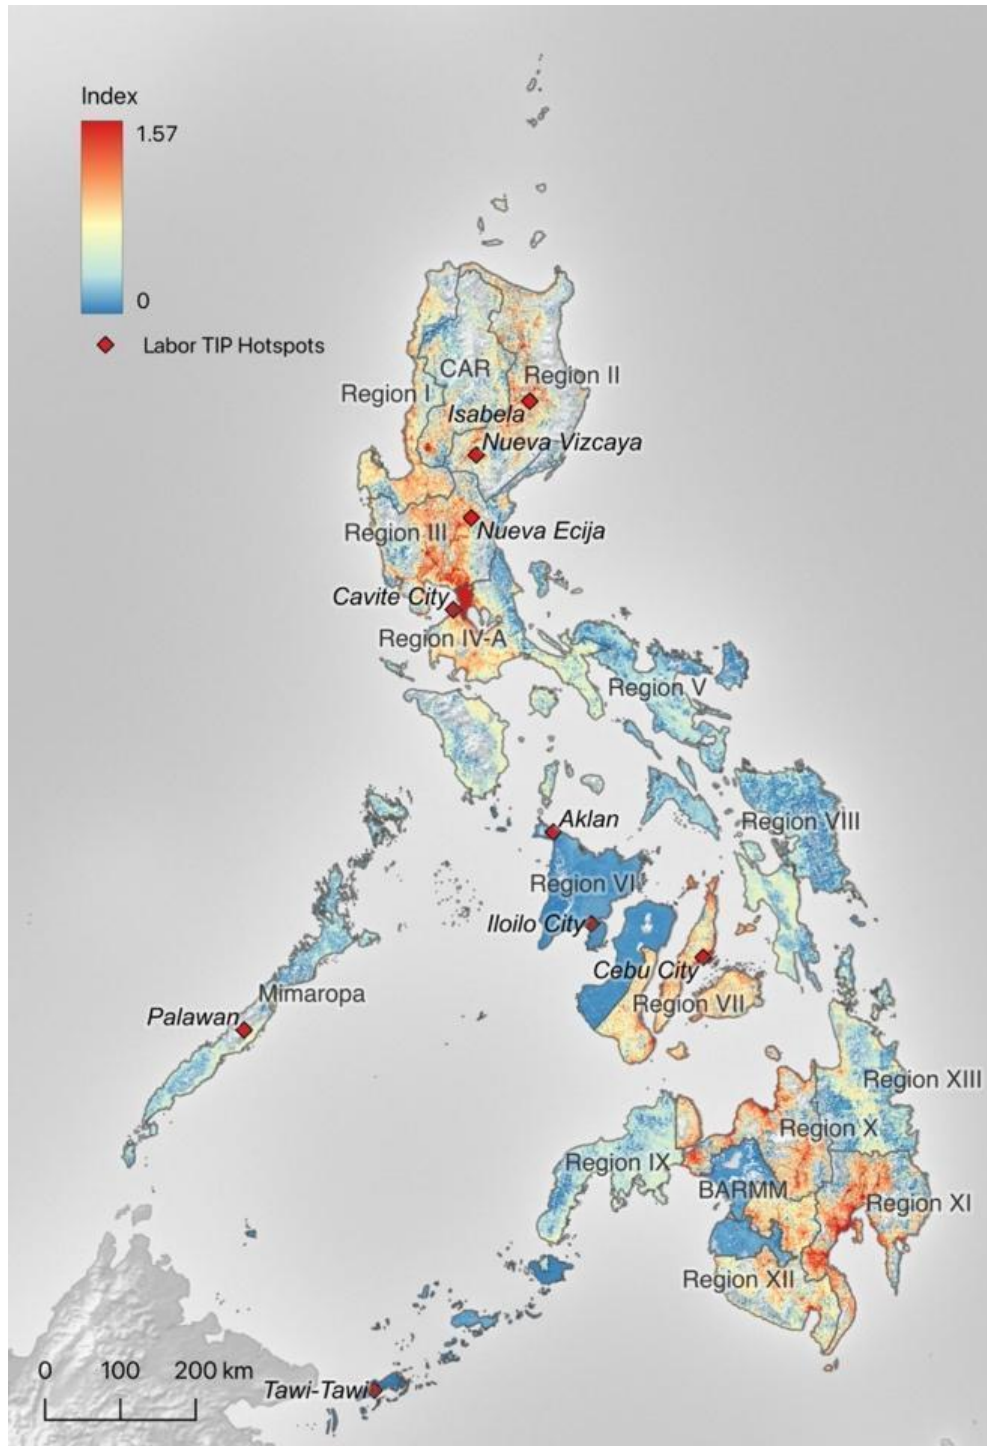 Index
1.57
0
Labor TIP Hotspots
CAR
Region II
Region I
Isabela
Nueva Vizcaya
Region III
Nueva Ecija
Cavite City
Region IV-A
Region V
Aklan
Region VIII
Region VI
Iloilo City
Cebu City
Mimaropa
Region VII
Palawan
Region XIII
Region X
Region IX
BARMM
Region XI
Region XII
0 100 200 km
Tawi-Tawi